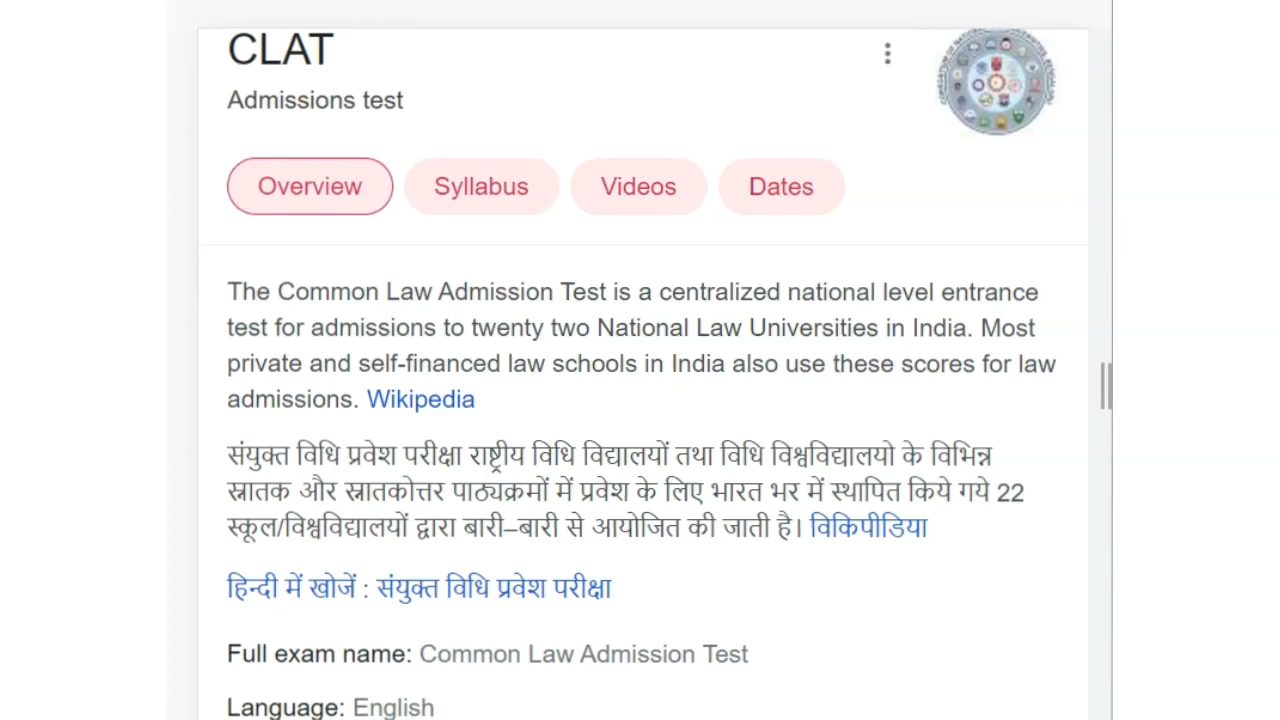 CLAT
Admissions test
Overview Syllabus Videos Dates
The Common Law Admission Test is a centralized national level entrance
test for admissions to twenty two National Law Universities in India. Most
private and self-financed law schools in India also use these scores for law
admissions. Wikipedia
संयुक्त विधि प्रवेश परीक्षा राष्ट्रीय विधि विद्यालयों तथा विधि विश्वविद्यालयो के विभिन्न
स्नातक और स्नातकोत्तर पाठ्यक्रमों में प्रवेश के लिए भारत भर में स्थापित किये गये 22
स्कूल/विश्वविद्यालयों द्वारा बारी–बारी से आयोजित की जाती है। विकिपीडिया
हिन्दी में खोजें : संयुक्त विधि प्रवेश परीक्षा
Full exam name: Common Law Admission Test
Language: English